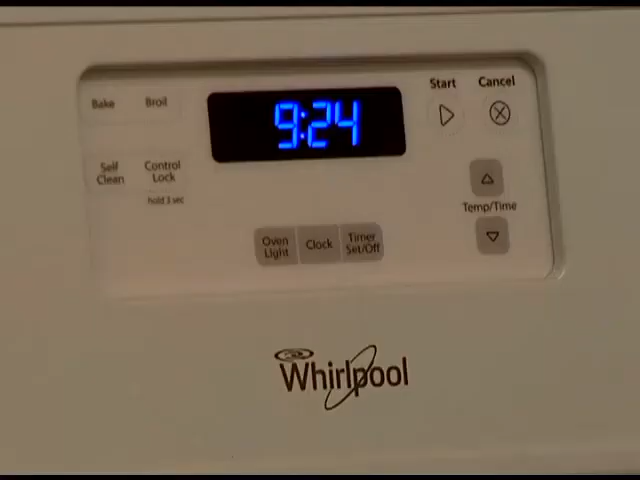 Start Cancel
Bake Broil
9:24
Self Clean
Control Lock
hold 3 sec
Temp/Time
Oven Light
Clock
Timer Set/Off
Whirlpool